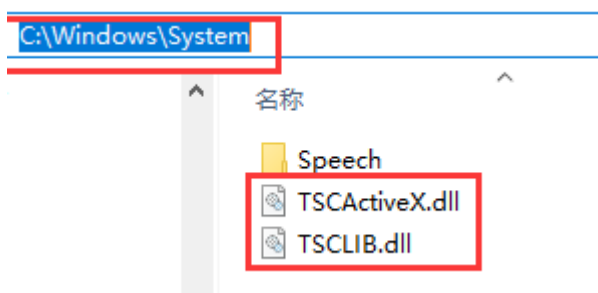 C:\Windows\System
名称
Speech
TSCActiveX.dll
TSCLIB.dll